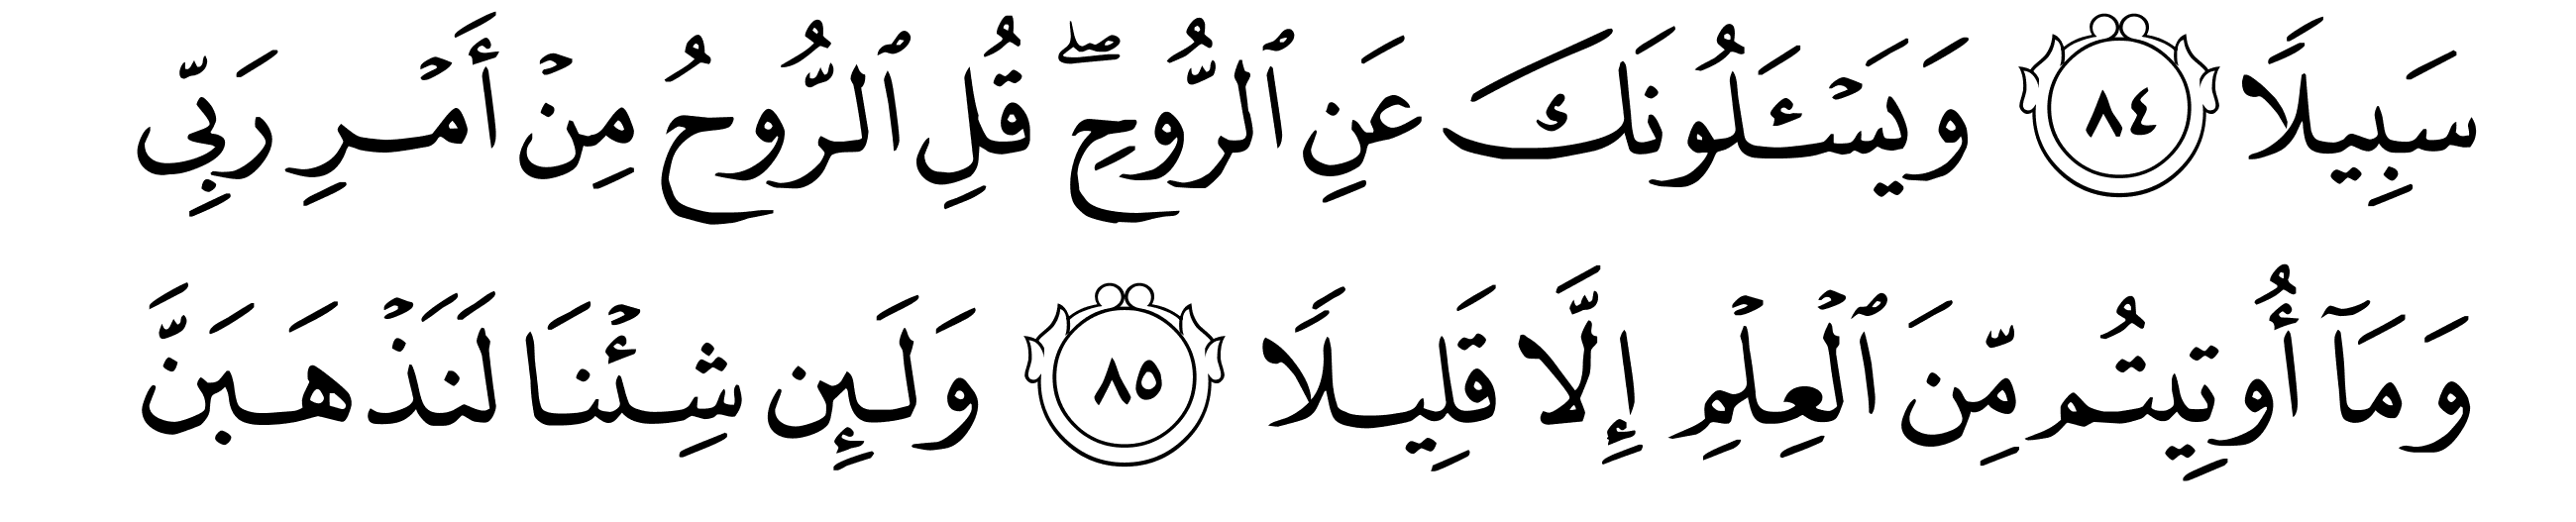 سَبِيلًا ٨٤ وَيَسْـَٔلُونَكَ عَنِ ٱلرُّوحِۖ قُلِ ٱلرُّوحُ مِنْ أَمْرِ رَبِّى
وَمَآ أُوتِيتُم مِّنَ ٱلْعِلْمِ إِلَّا قَلِيلًا ٨٥ وَلَئِن شِئْنَا لَنَذْهَبَنَّ